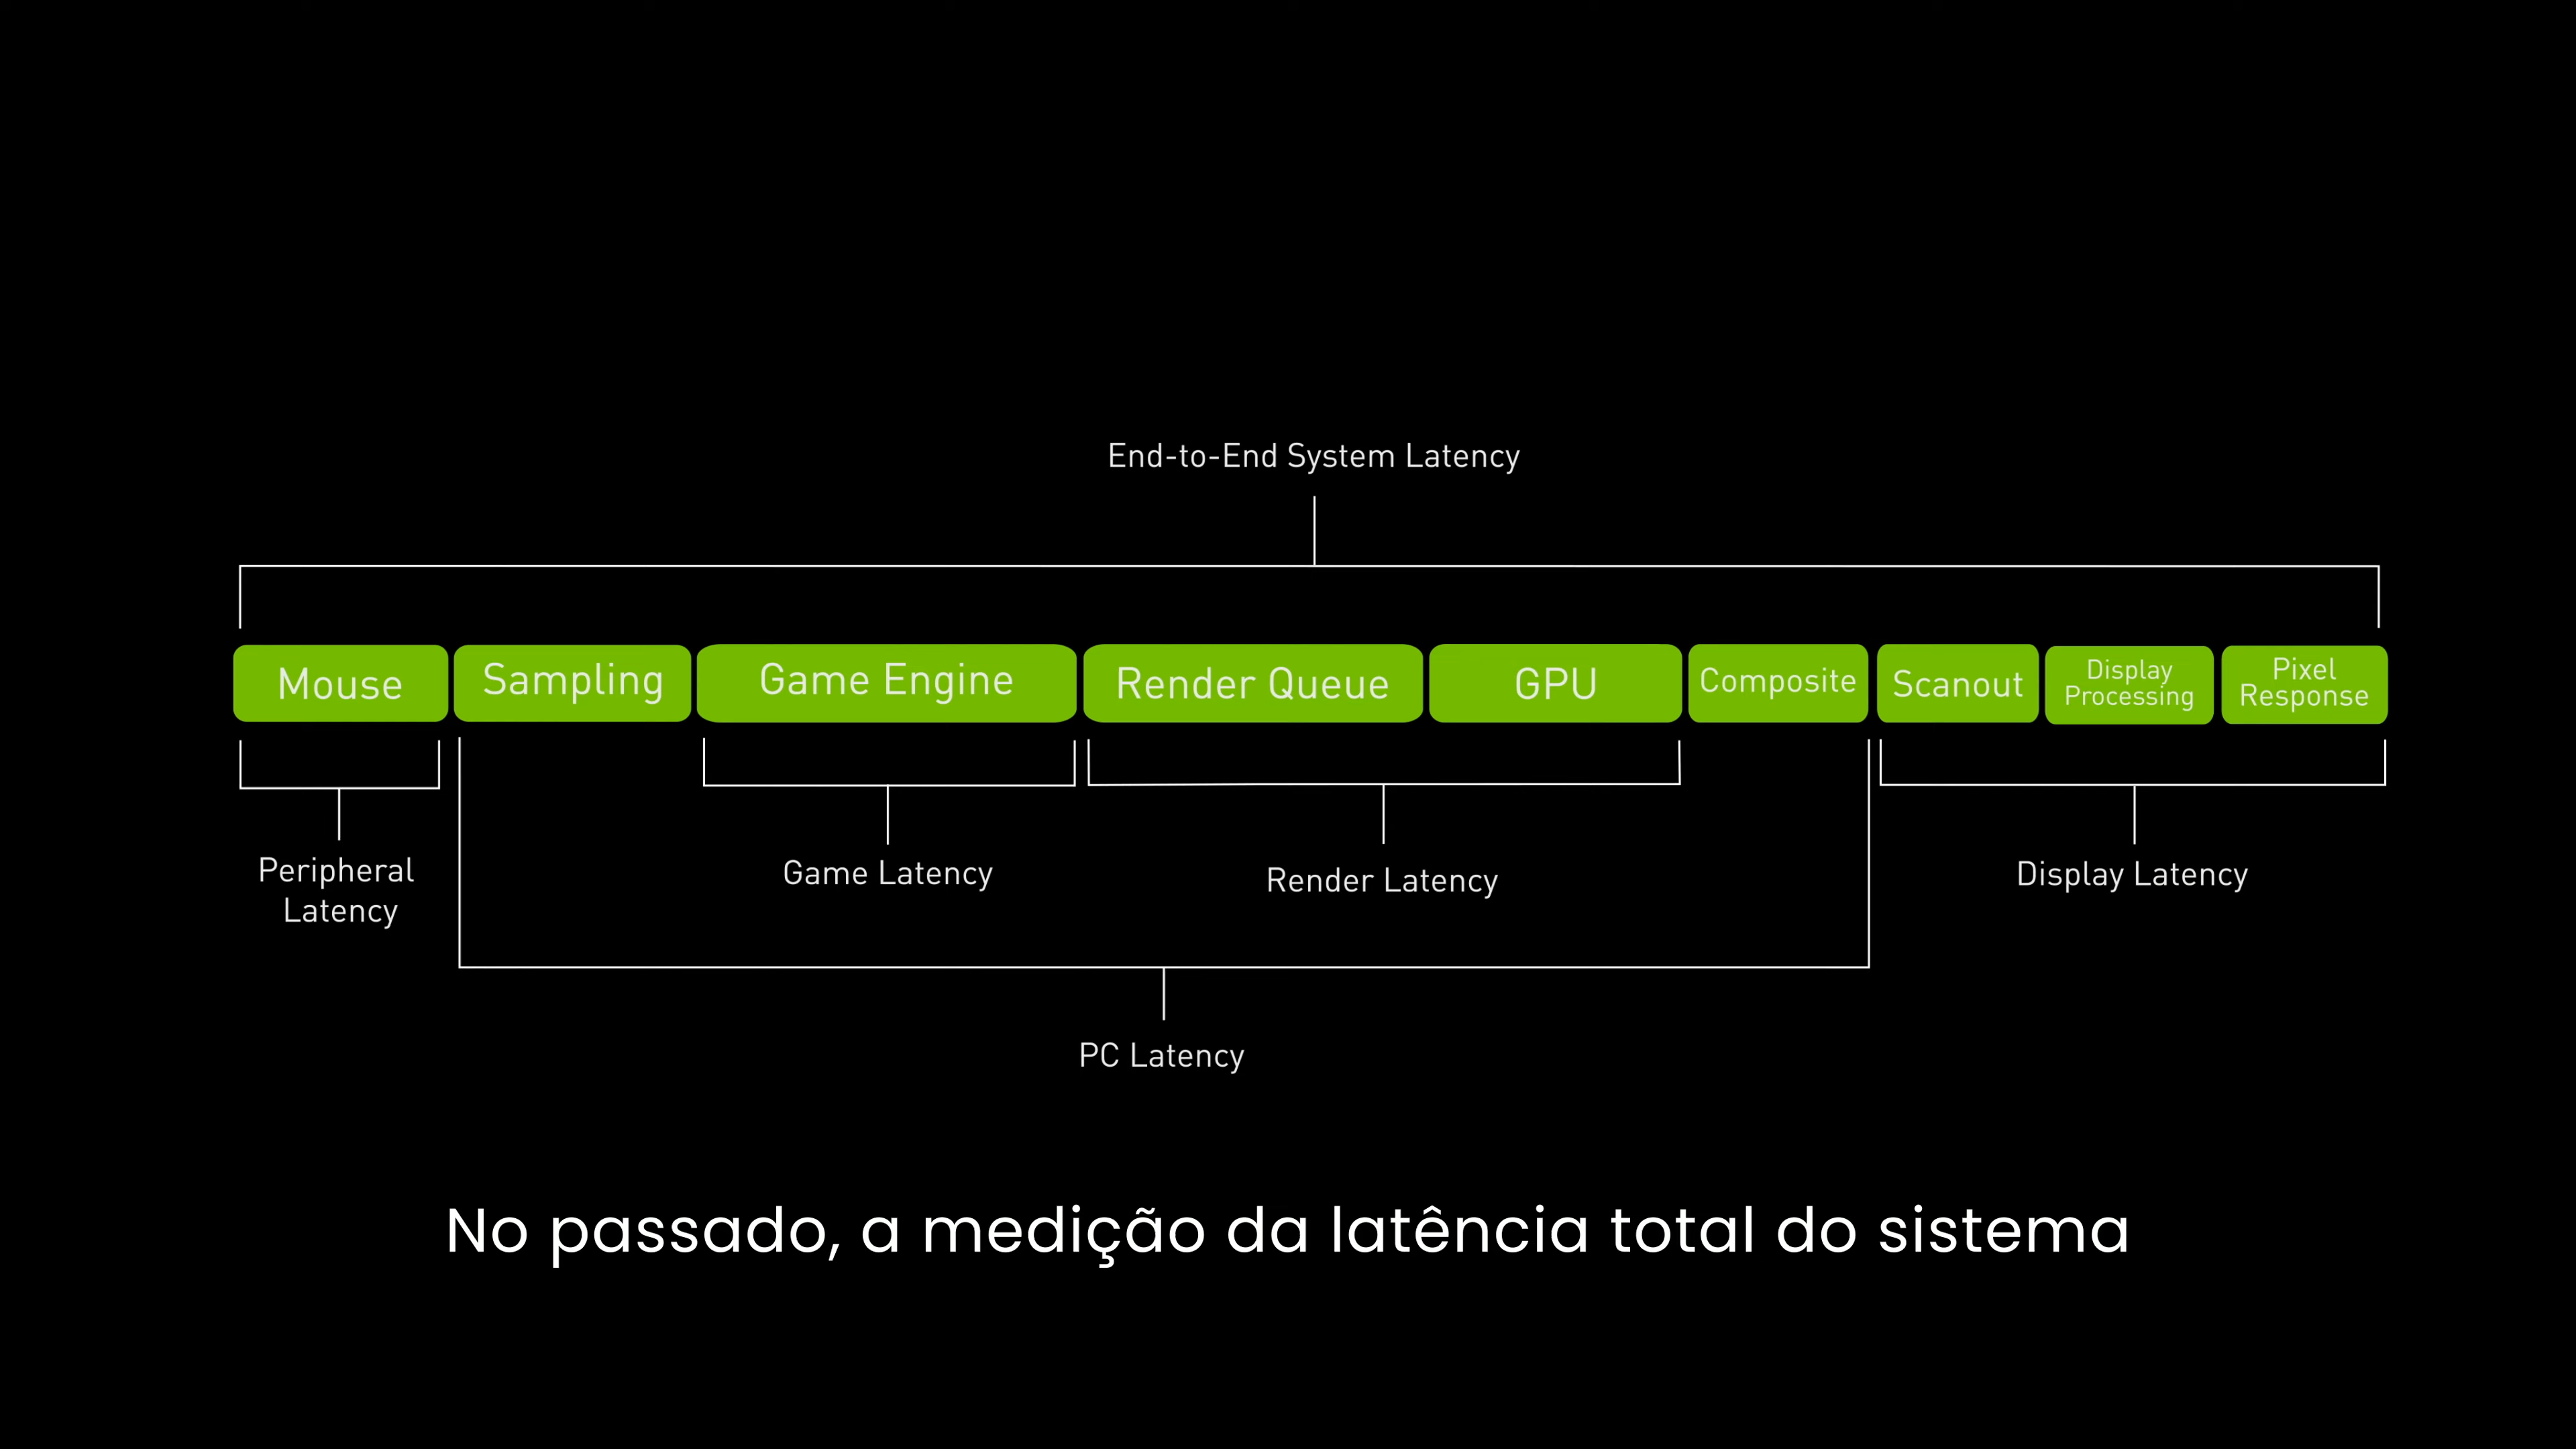 End-to-End System Latency
Mouse
Sampling
Game Engine
Render Queue
GPU
Composite
Scanout
Display
Processing
Pixel
Response
Peripheral
Latency
Game Latency
Render Latency
Display Latency
PC Latency
No passado, a medição da latência total do sistema